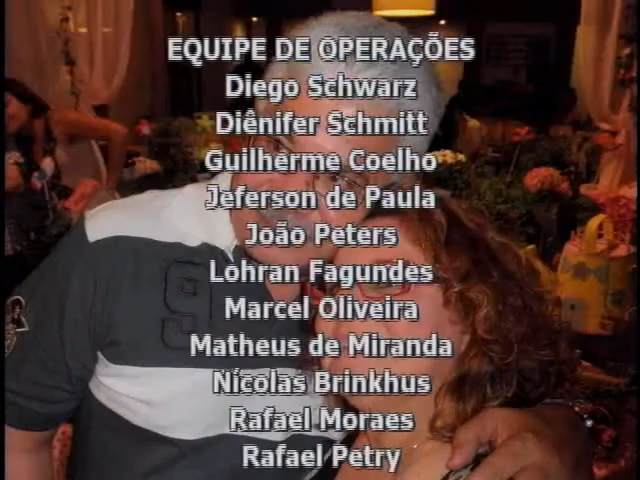 EQUIPE DE OPERAÇÕES
Diego Schwarz
Diênifer Schmitt
Guilherme Coelho
Jeferson de Paula
João Peters
Lohran Fagundes
Marcel Oliveira
Matheus de Miranda
Nícolas Brinkhus
Rafael Moraes
Rafael Petry
9